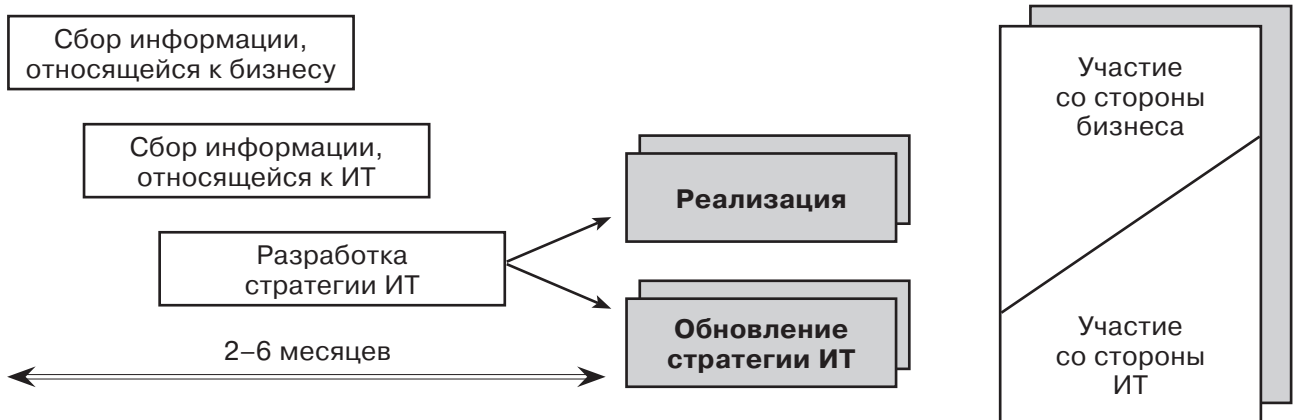 Сбор информации,
относящейся к бизнесу
Сбор информации,
относящейся к ИТ
Разработка
стратегии ИТ
2–6 месяцев
Реализация
Обновление
стратегии ИТ
Участие
со стороны
бизнеса
Участие
со стороны
ИТ